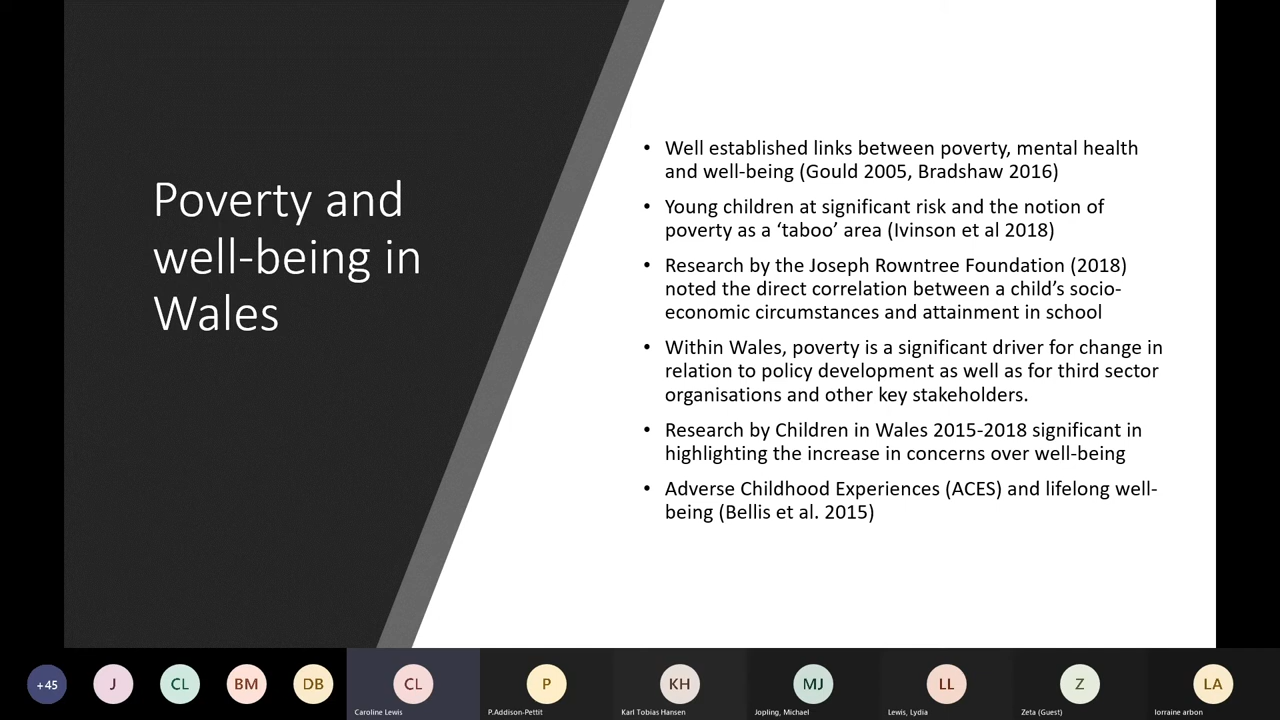 Poverty and
well-being in
Wales
• Well established links between poverty, mental health
and well-being (Gould 2005, Bradshaw 2016)
• Young children at significant risk and the notion of
poverty as a ‘taboo’ area (Ivinson et al 2018)
• Research by the Joseph Rowntree Foundation (2018)
noted the direct correlation between a child’s socio-
economic circumstances and attainment in school
• Within Wales, poverty is a significant driver for change in
relation to policy development as well as for third sector
organisations and other key stakeholders.
• Research by Children in Wales 2015-2018 significant in
highlighting the increase in concerns over well-being
• Adverse Childhood Experiences (ACES) and lifelong well-
being (Bellis et al. 2015)
+45
J
CL
BM
DB
CL
Caroline Lewis
P
P.Addison-Pettit
KH
Karl Tobias Hansen
MJ
Jopling, Michael
LL
Lewis, Lydia
Z
Zeta (Guest)
LA
lorraine arbon